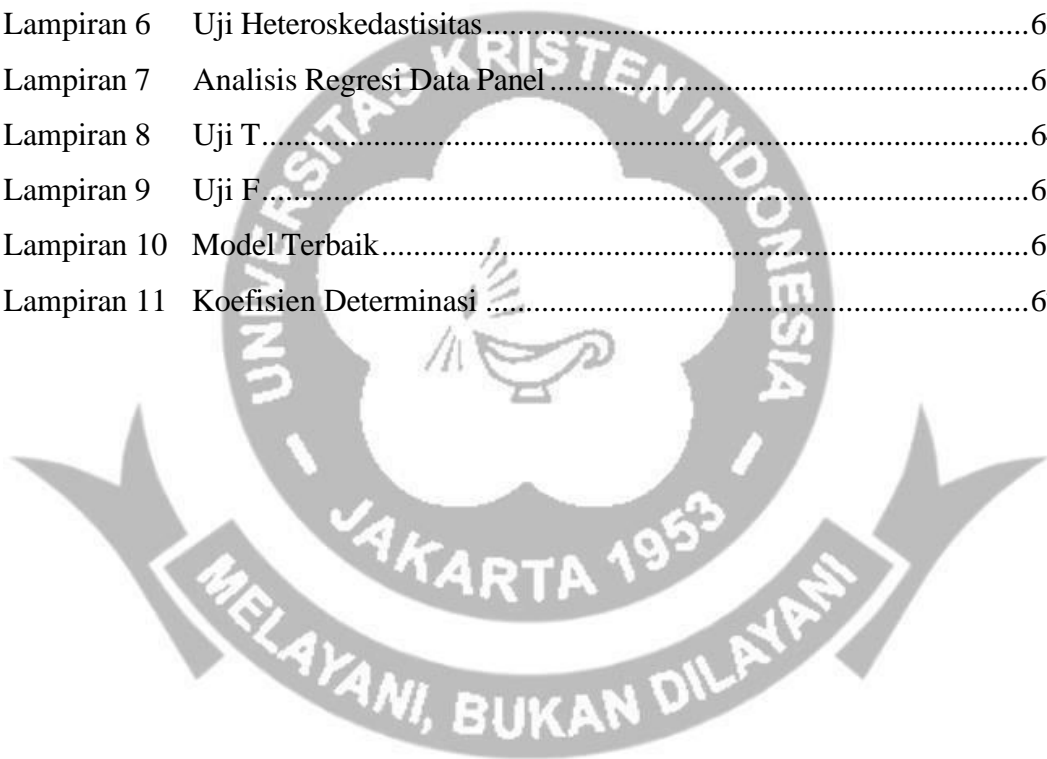 Lampiran 6 Uji Heteroskedastisitas..................................................................6
Lampiran 7 Analisis Regresi Data Panel..........................................................6
Lampiran 8 Uji T..............................................................................................6
Lampiran 9 Uji F..............................................................................................6
Lampiran 10 Model Terbaik...............................................................................6
Lampiran 11 Koefisien Determinasi ..................................................................6
UNIVERSITAS KRISTEN INDONESIA
– JAKARTA 1953 –
MELAYANI, BUKAN DILAYANI